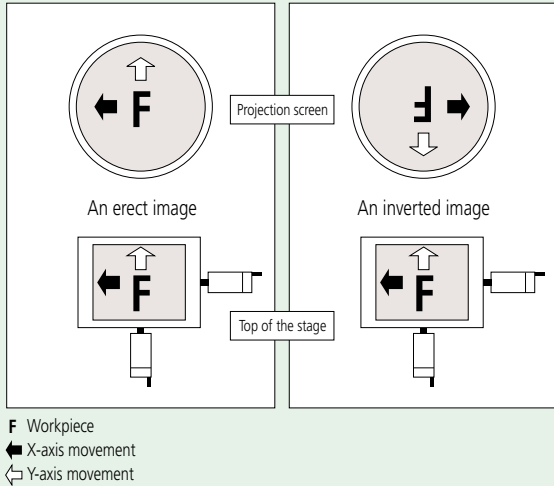 F
F
Projection screen
An erect image
An inverted image
F
F
Top of the stage
F Workpiece
X-axis movement
Y-axis movement